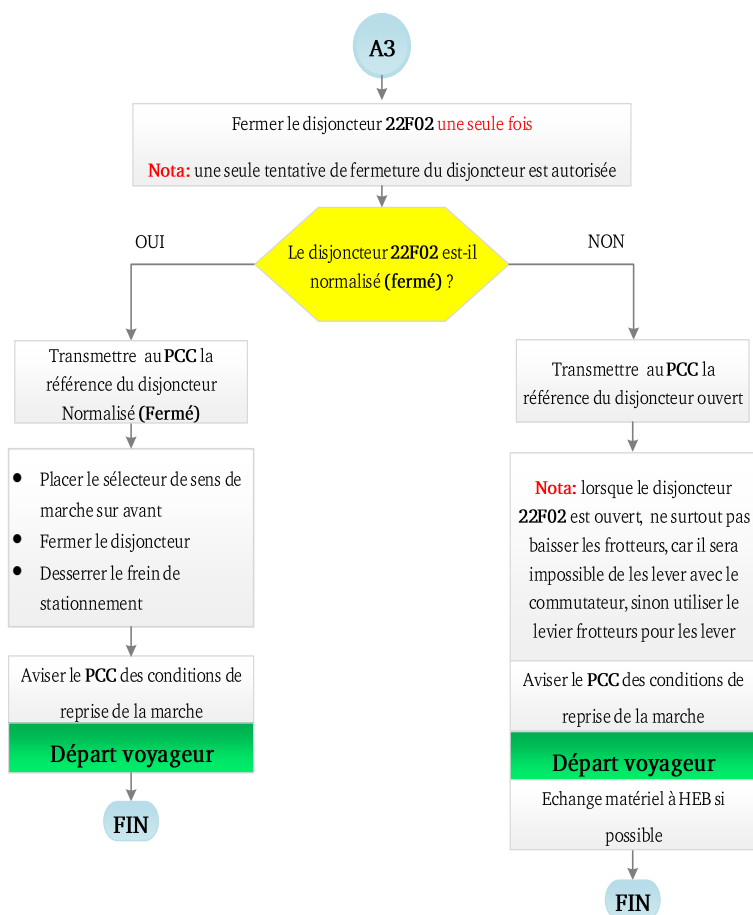 A3
Fermer le disjoncteur 22F02 une seule fois
Nota: une seule tentative de fermeture du disjoncteur est autorisée
Le disjoncteur 22F02 est-il
normalisé (fermé) ?
OUI
NON
Transmettre au PCC la
référence du disjoncteur
Normalisé (Fermé)
• Placer le sélecteur de sens de
marche sur avant
• Fermer le disjoncteur
• Desserrer le frein de
stationnement
Aviser le PCC des conditions de
reprise de la marche
Départ voyageur
FIN
Transmettre au PCC la
référence du disjoncteur ouvert
Nota: lorsque le disjoncteur
22F02 est ouvert, ne surtout pas
baisser les frotteurs, car il sera
impossible de les lever avec le
commutateur, sinon utiliser le
levier frotteurs pour les lever
Aviser le PCC des conditions de
reprise de la marche
Départ voyageur
Echange matériel à HEB si
possible
FIN